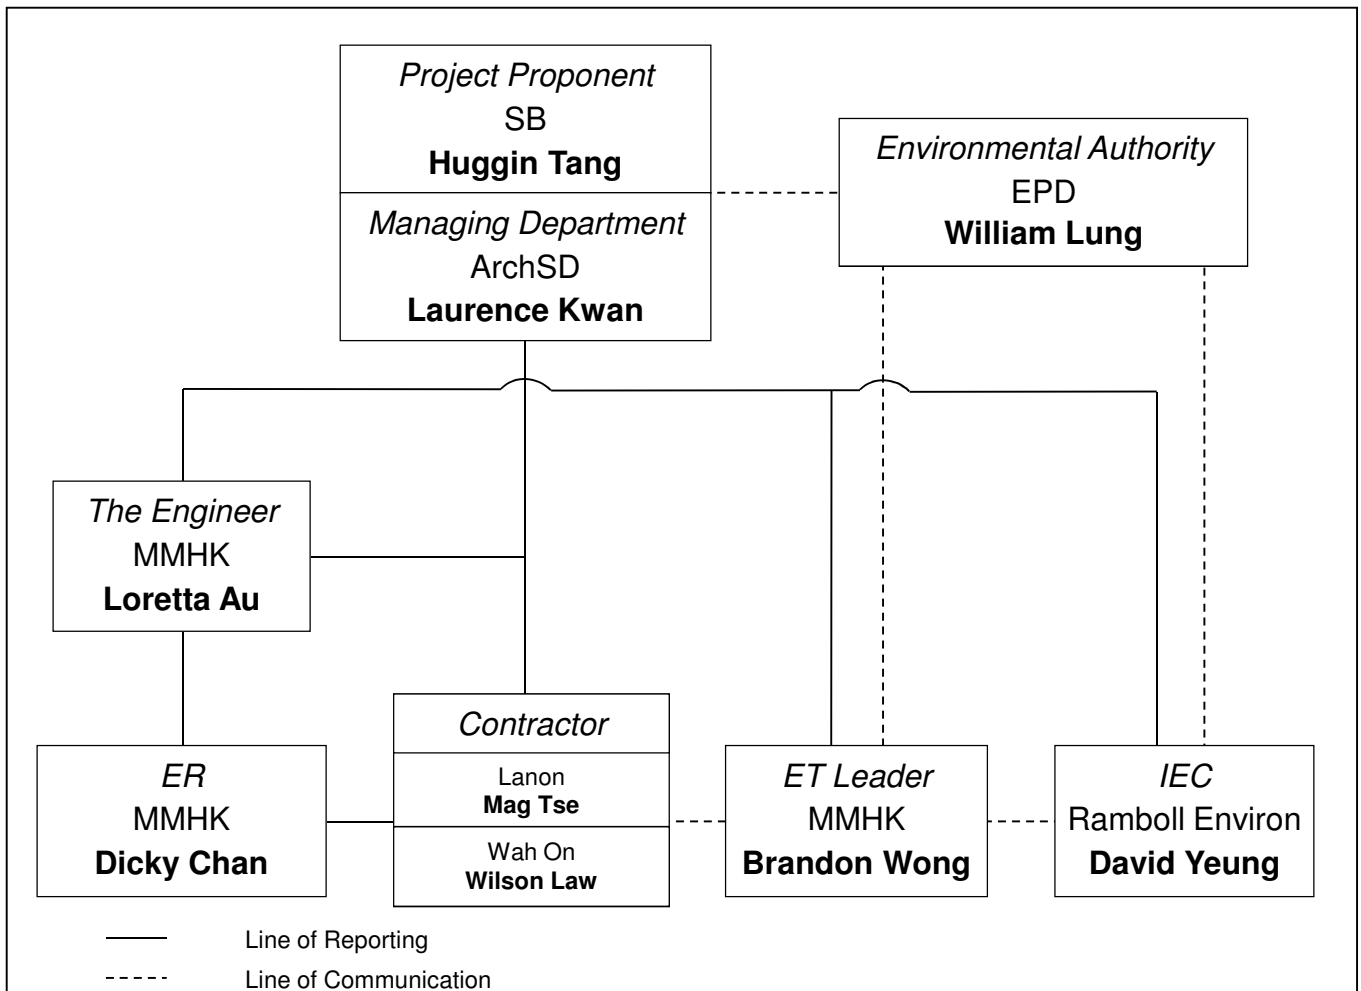 Project Proponent
SB
Huggin Tang
Managing Department
ArchSD
Laurence Kwan
Environmental Authority
EPD
William Lung
The Engineer
MMHK
Loretta Au
ER
MMHK
Dicky Chan
Contractor
Lanon
Mag Tse
Wah On
Wilson Law
ET Leader
MMHK
Brandon Wong
IEC
Ramboll Environ
David Yeung
Line of Reporting
Line of Communication